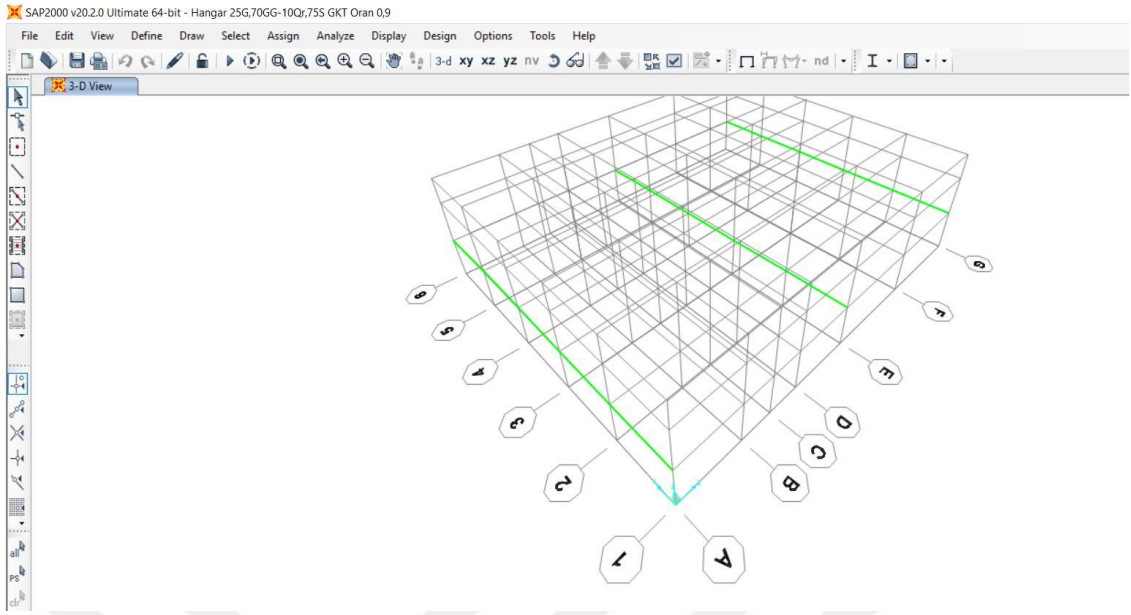 SAP2000 v20.2.0 Ultimate 64-bit - Hangar 25G,70GG-10Qr,75S GKT Oran 0,9
File Edit View Define Draw Select Assign Analyze Display Design Options Tools Help
3-d xy xz yz nv nd
3-D View
G
6
F
5
E
4
D
3
C
2
B
1
A
all
PS
clr